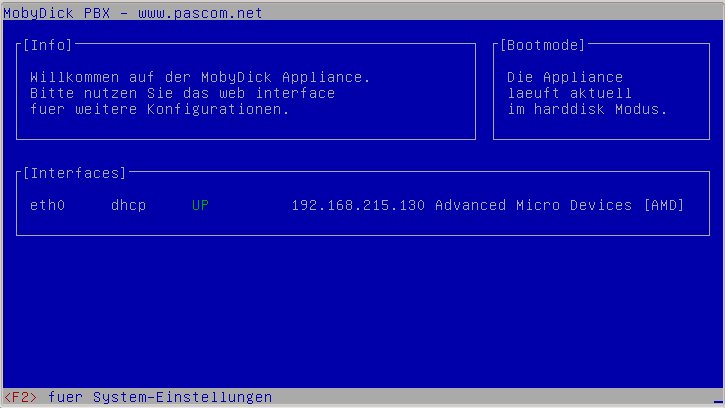 MobyDick PBX - www.pascom.net
[Info]
Willkommen auf der MobyDick Appliance.
Bitte nutzen Sie das web interface
fuer weitere Konfigurationen.
[Bootmode]
Die Appliance
laeuft aktuell
im harddisk Modus.
[Interfaces]
eth0 dhcp UP 192.168.215.130 Advanced Micro Devices [AMD]
<F2> fuer System-Einstellungen